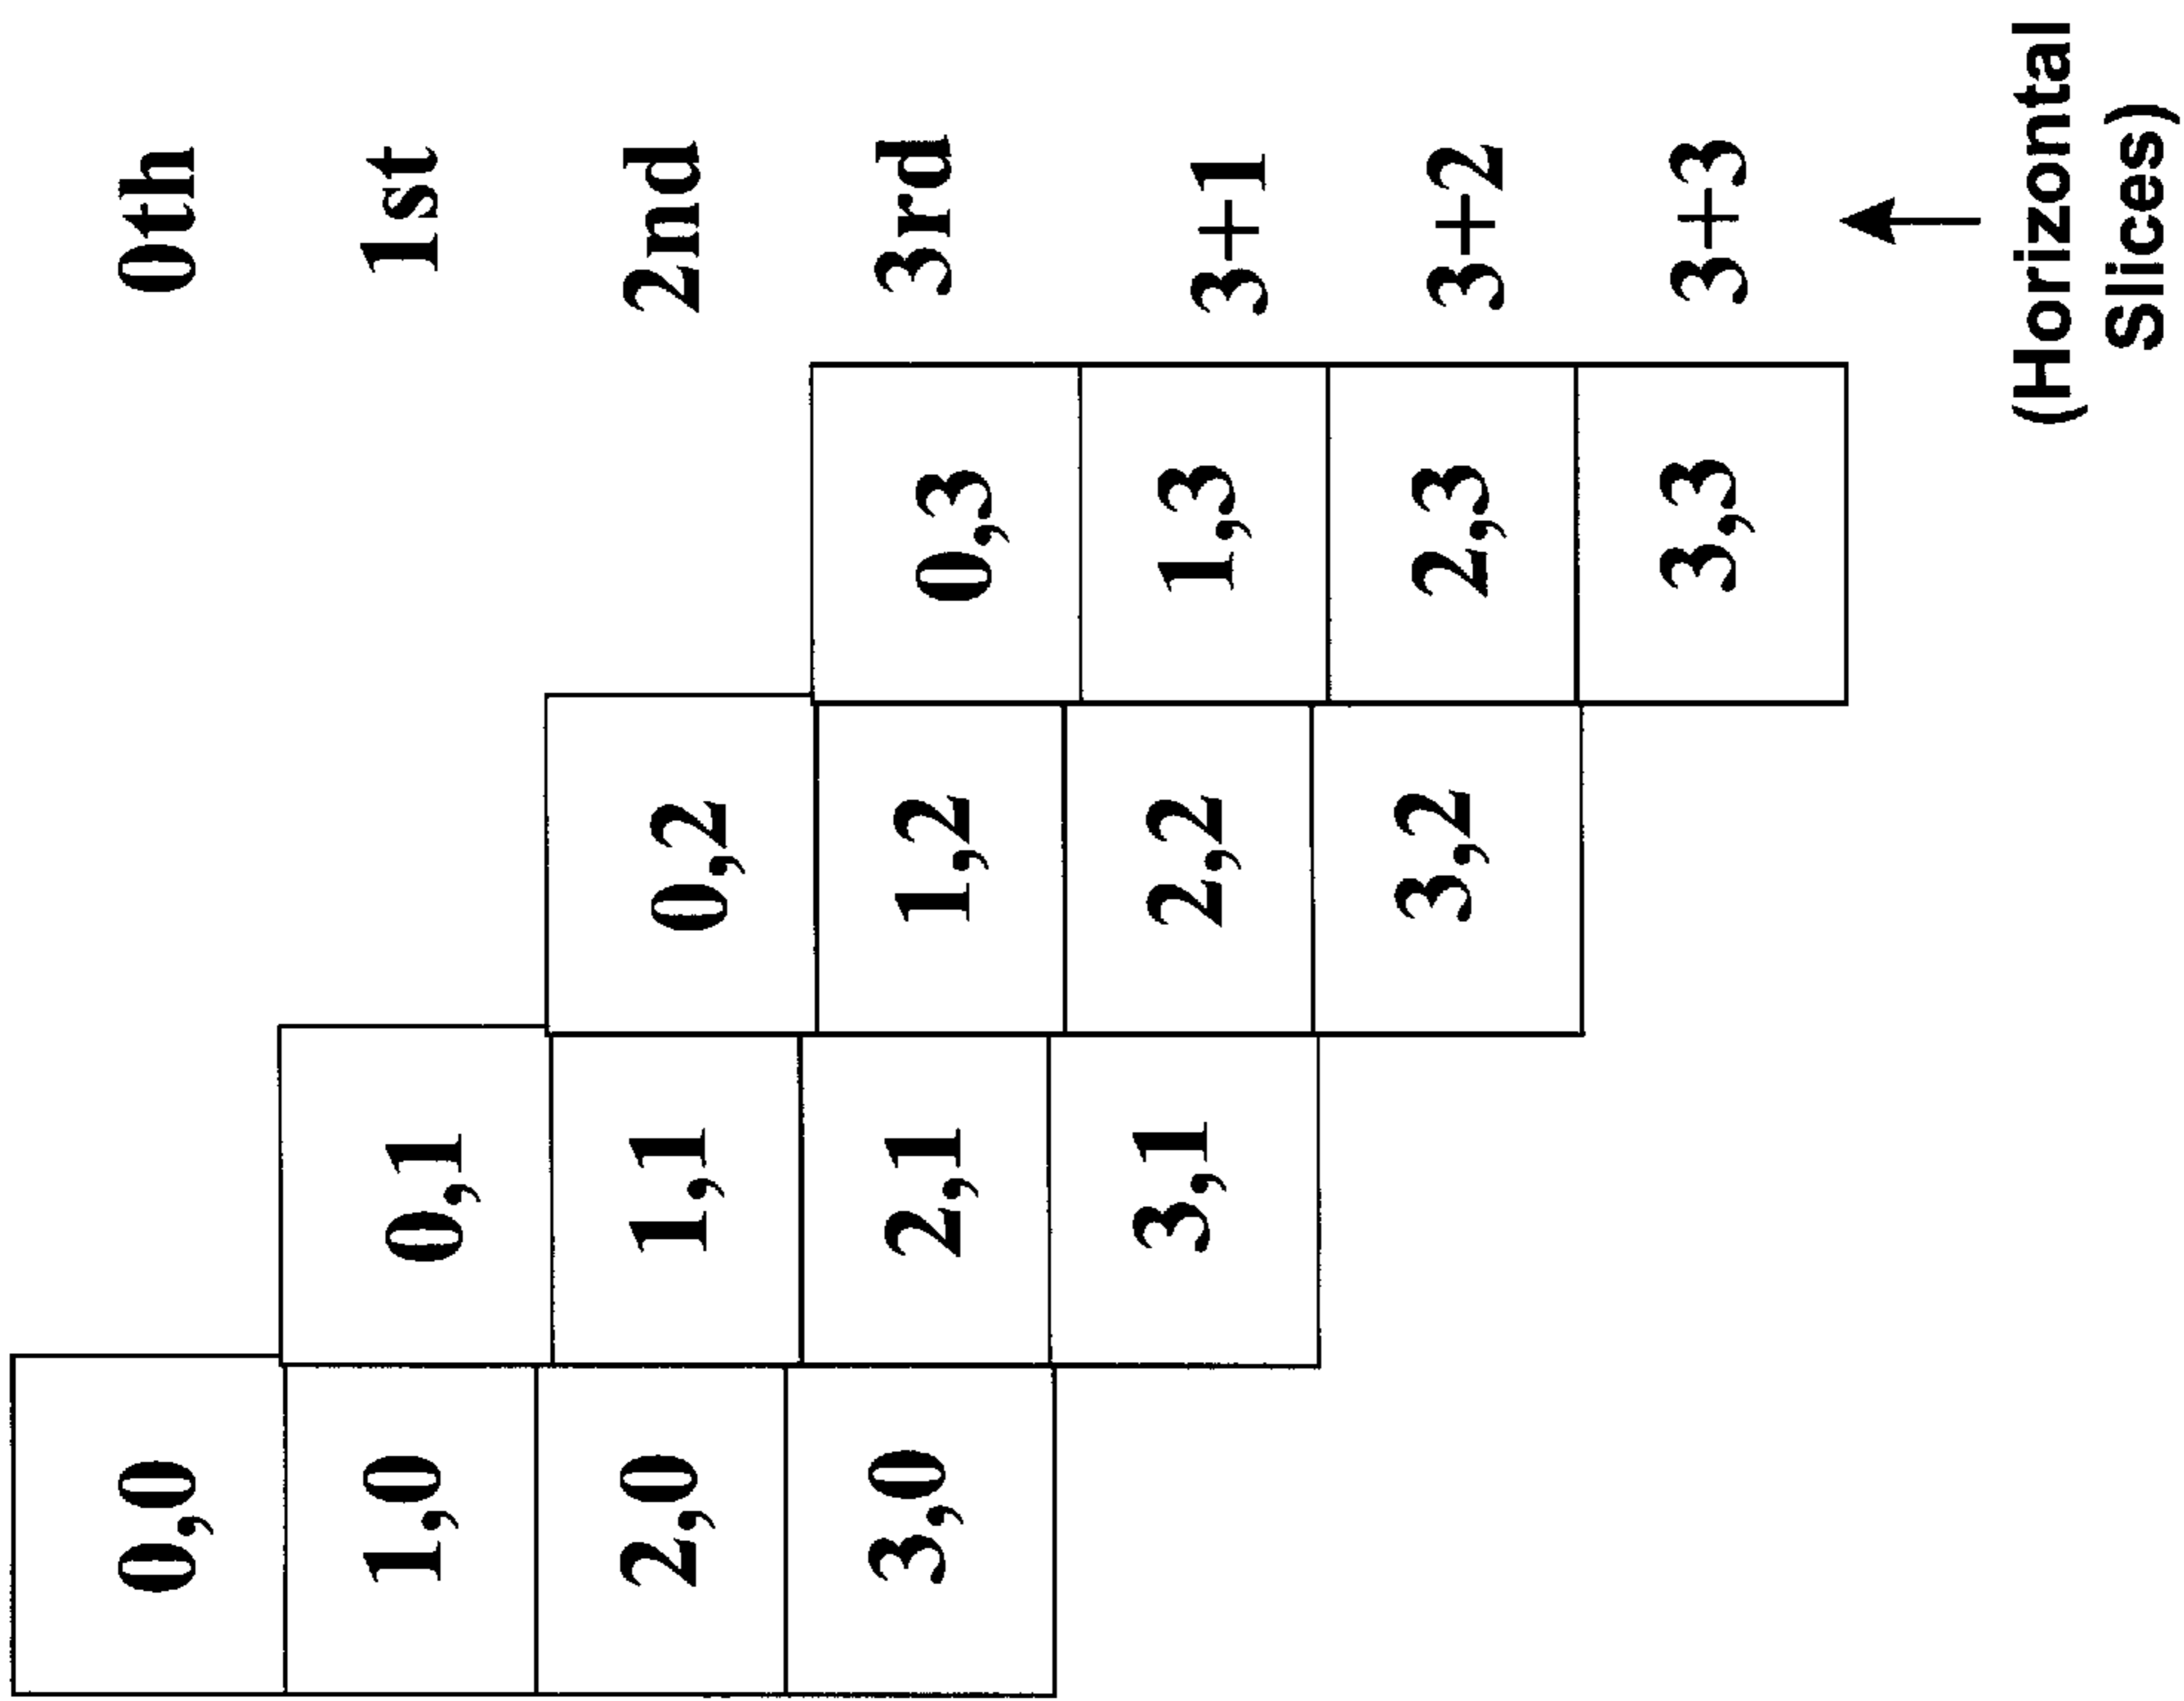 0,0 0th
1,0 0,1 1st
2,0 1,1 0,2 2nd
3,0 2,1 1,2 0,3 3rd
3,1 2,2 1,3 3+1
3,2 2,3 3+2
3,3 3+3
(Horizontal
Slices)